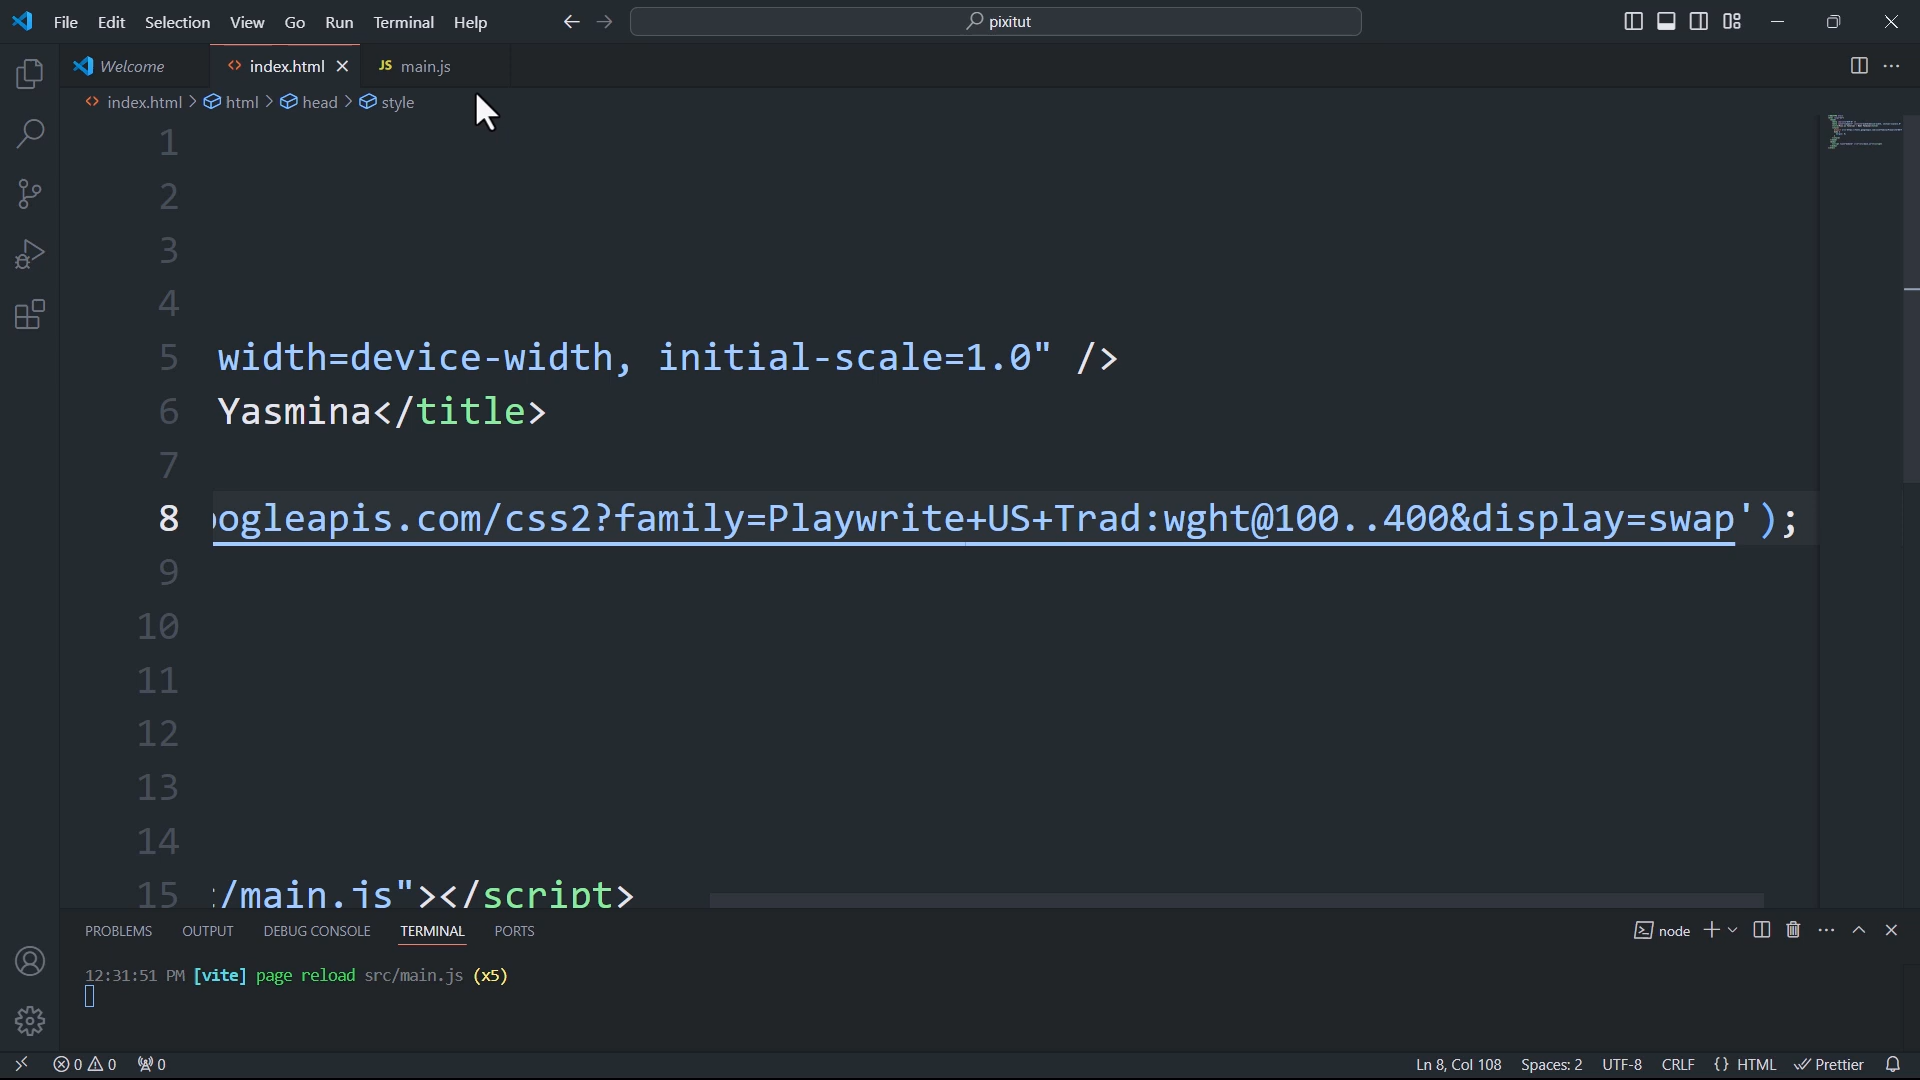 File Edit Selection View Go Run Terminal Help
pixitut
Welcome
<> index.html
JS main.js
<> index.html > html > head > style
1
2
3
4
5 width=device-width, initial-scale=1.0" />
6 Yasmina</title>
7
8 ogleapis.com/css2?family=Playwrite+US+Trad:wght@100..400&display=swap');
9
10
11
12
13
14
15 :/main.js"></script>
PROBLEMS OUTPUT DEBUG CONSOLE TERMINAL PORTS
node
12:31:51 PM [vite] page reload src/main.js (x5)
0 0 0
Ln 8, Col 108 Spaces: 2 UTF-8 CRLF {} HTML Prettier